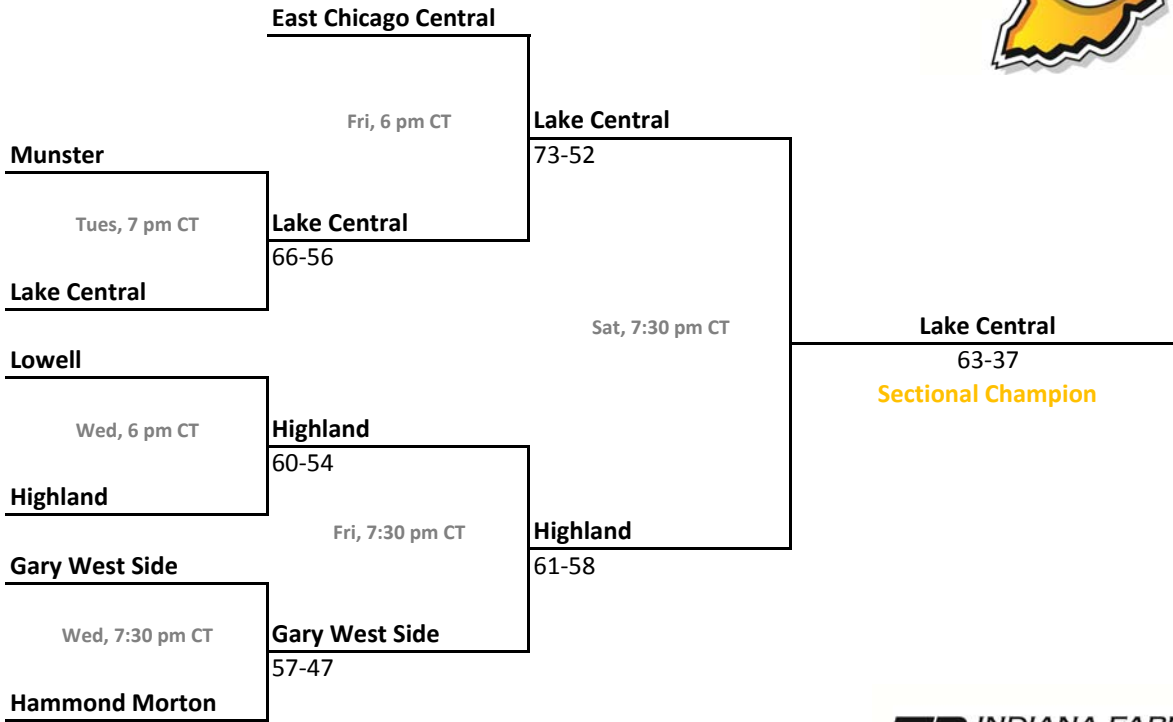 East Chicago Central
Fri, 6 pm CT
Lake Central
73-52
Munster
Tues, 7 pm CT
Lake Central
66-56
Lake Central
Sat, 7:30 pm CT
Lake Central
63-37
Sectional Champion
Lowell
Wed, 6 pm CT
Highland
60-54
Highland
Fri, 7:30 pm CT
Highland
61-58
Gary West Side
Wed, 7:30 pm CT
Gary West Side
57-47
Hammond Morton